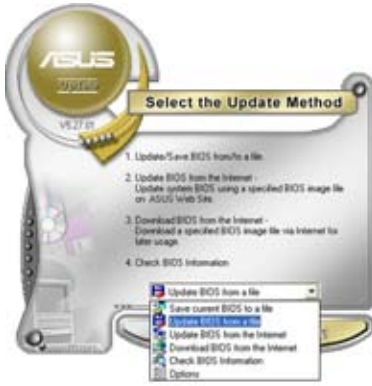 ASUS
Update
V5.27.01
Select the Update Method
1. Update/Save BIOS from/to a file.
2. Update BIOS from the Internet -
Update system BIOS using a specified BIOS image file
on ASUS Web Site.
3. Download BIOS from the Internet -
Download a specified BIOS image file via Internet for
later usage.
4. Check BIOS Information
Update BIOS from a file
Save current BIOS to a file
Update BIOS from a file
Update BIOS from the Internet
Download BIOS from the Internet
Check BIOS Information
Options